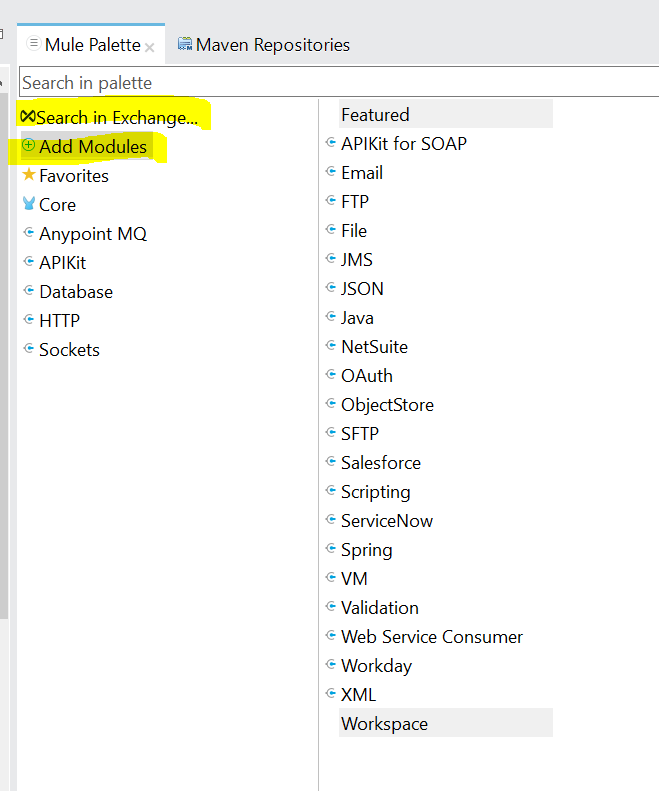 Mule Palette
Maven Repositories
Search in palette
Search in Exchange...
Add Modules
Favorites
Core
Anypoint MQ
APIKit
Database
HTTP
Sockets
Featured
APIKit for SOAP
Email
FTP
File
JMS
JSON
Java
NetSuite
OAuth
ObjectStore
SFTP
Salesforce
Scripting
ServiceNow
Spring
VM
Validation
Web Service Consumer
Workday
XML
Workspace